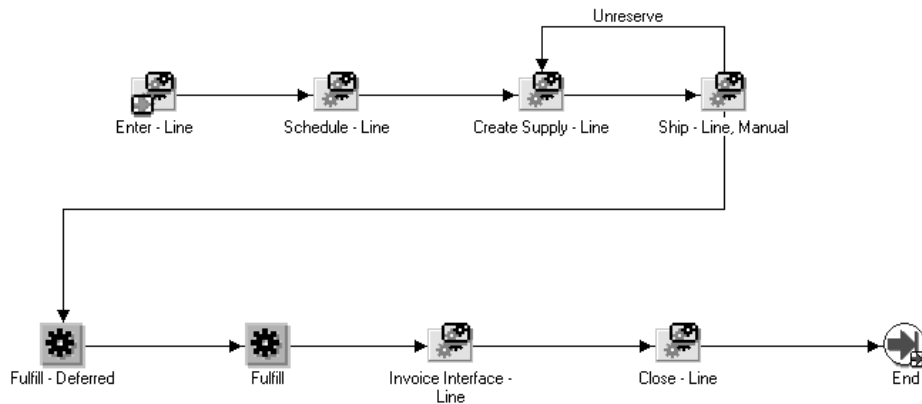 Unreserve
Enter - Line
Schedule - Line
Create Supply - Line
Ship - Line, Manual
Fulfill - Deferred
Fulfill
Invoice Interface -
Line
Close - Line
End